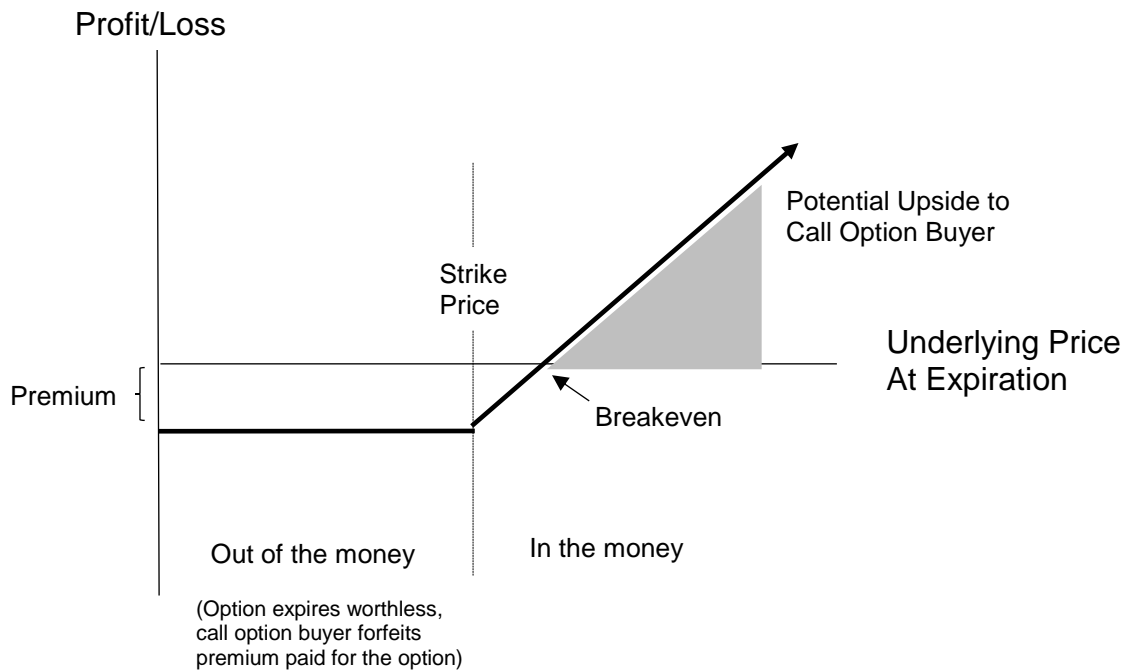 Profit/Loss
Potential Upside to
Call Option Buyer
Strike
Price
Underlying Price
At Expiration
Premium
Breakeven
Out of the money
In the money
(Option expires worthless,
call option buyer forfeits
premium paid for the option)